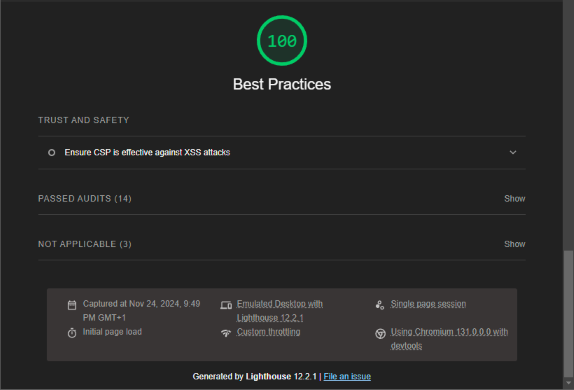 100
Best Practices
TRUST AND SAFETY
Ensure CSP is effective against XSS attacks
PASSED AUDITS (14) Show
NOT APPLICABLE (3) Show
Captured at Nov 24, 2024, 9:49
PM GMT+1
Emulated Desktop with
Lighthouse 12.2.1
Single page session
Initial page load
Custom throttling
Using Chromium 131.0.0.0 with
devtools
Generated by Lighthouse 12.2.1 | File an issue